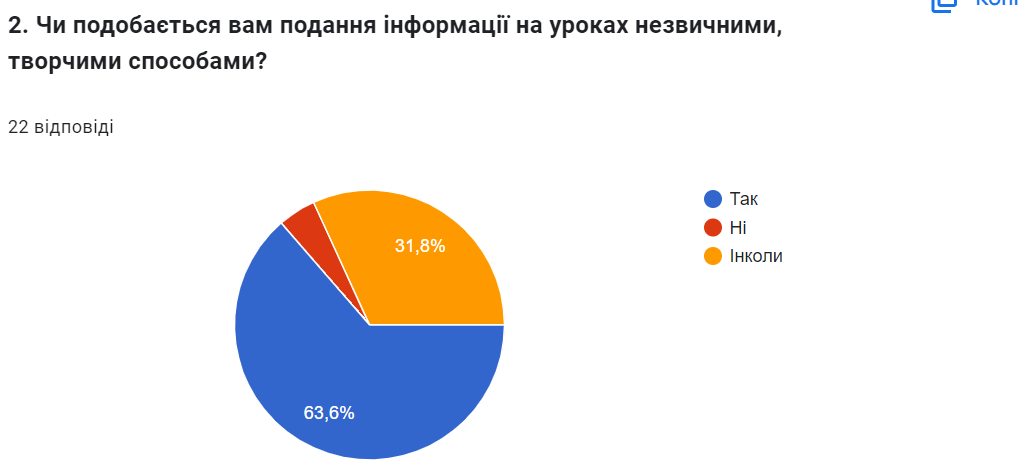 2. Чи подобається вам подання інформації на уроках незвичними,
творчими способами?
22 відповіді
Так
Ні
Інколи
31,8%
63,6%